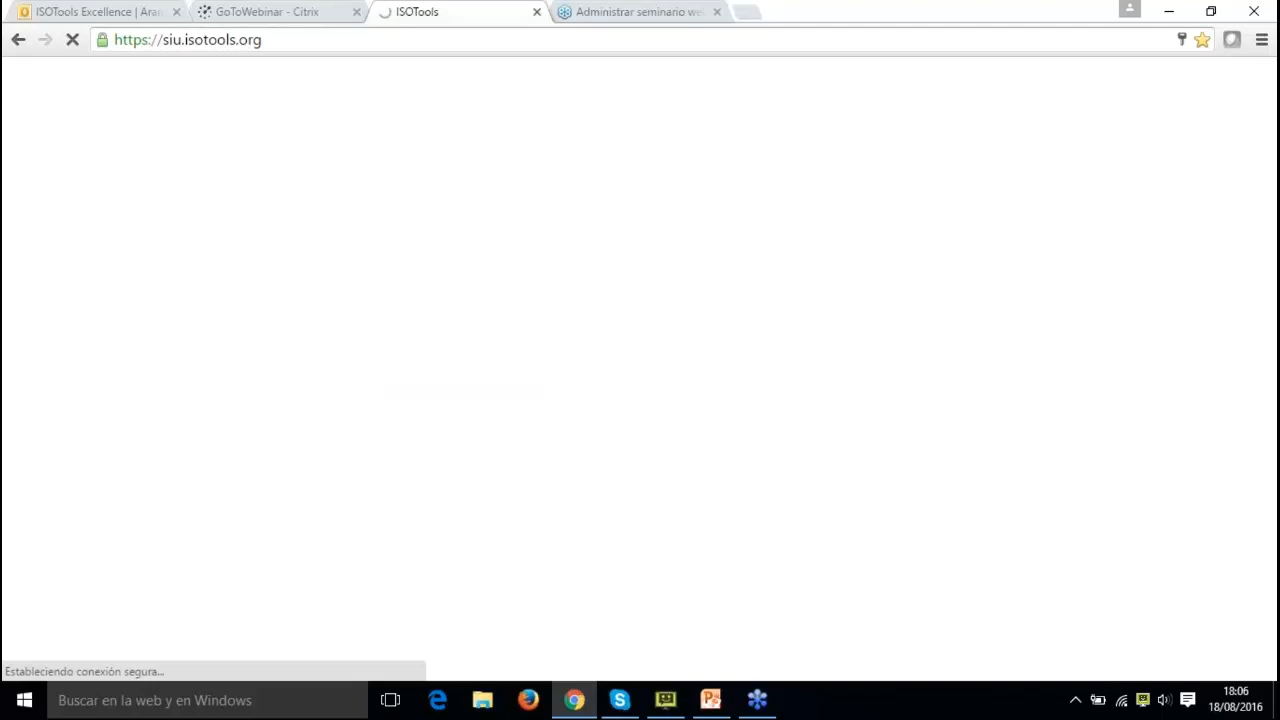 ISOTools Excellence | Aran
GoToWebinar - Citrix
ISOTools
Administrar seminario we
https://siu.isotools.org
Estableciendo conexión segura...
Buscar en la web y en Windows
18:06
18/08/2016